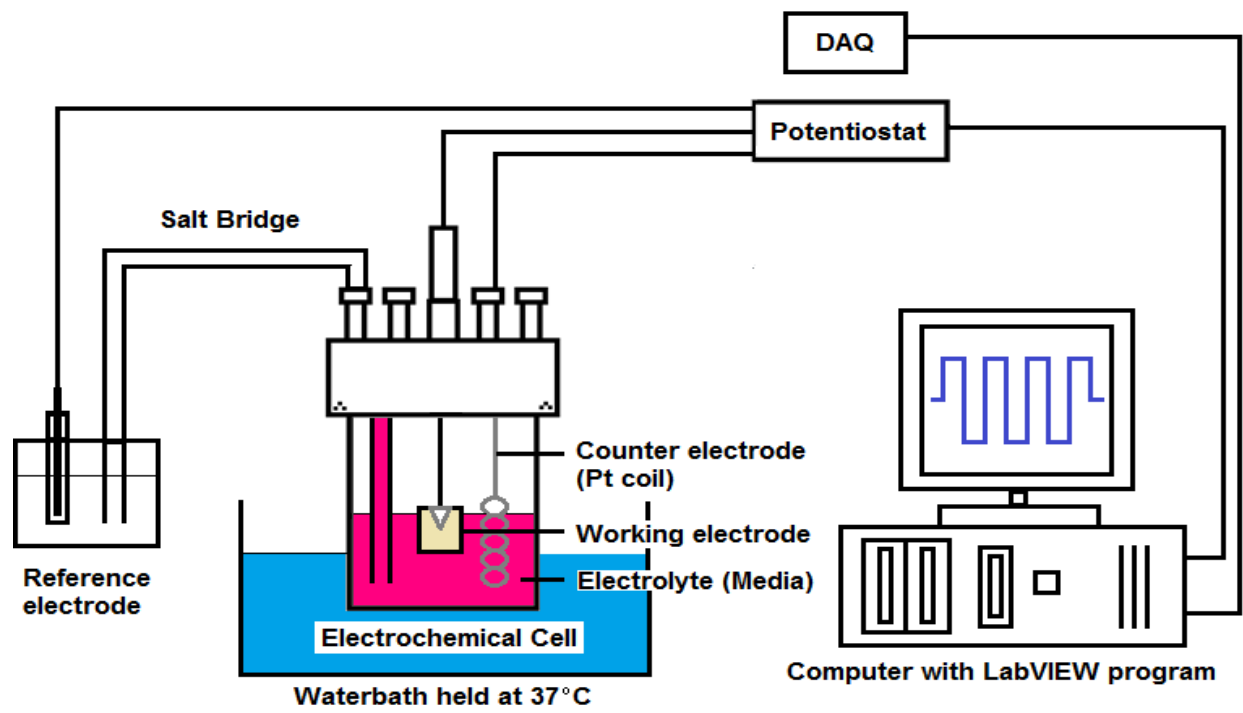 DAQ
Potentiostat
Salt Bridge
Counter electrode
(Pt coil)
Working electrode
Electrolyte (Media)
Reference
electrode
Electrochemical Cell
Waterbath held at 37°C
Computer with LabVIEW program